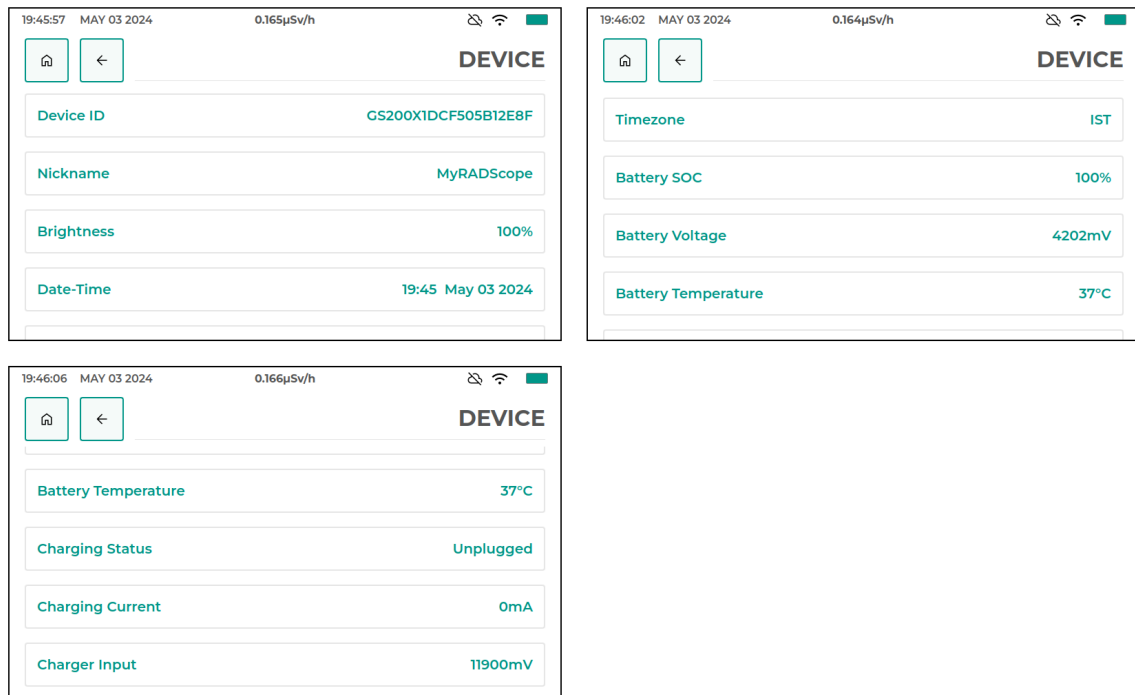 19:45:57 MAY 03 2024 0.165µSv/h
DEVICE
Device ID GS200X1DCF505B12E8F
Nickname MyRADScope
Brightness 100%
Date-Time 19:45 May 03 2024
19:46:02 MAY 03 2024 0.164µSv/h
DEVICE
Timezone IST
Battery SOC 100%
Battery Voltage 4202mV
Battery Temperature 37°C
19:46:06 MAY 03 2024 0.166µSv/h
DEVICE
Battery Temperature 37°C
Charging Status Unplugged
Charging Current 0mA
Charger Input 11900mV